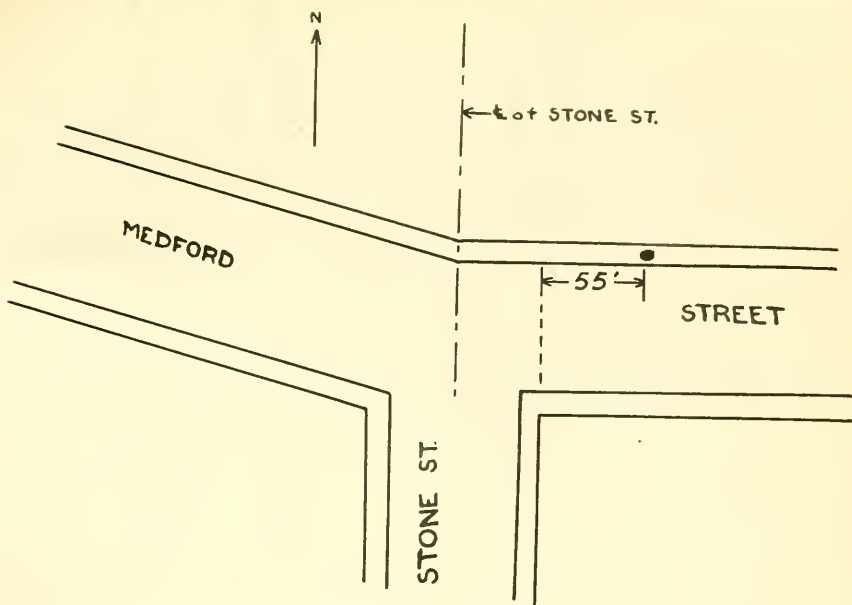 N
℄ of STONE ST.
MEDFORD
55'
STREET
STONE ST.